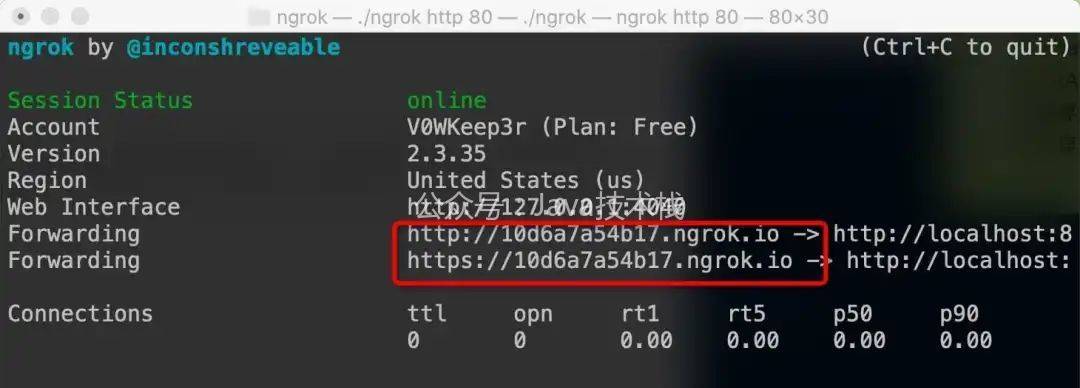 ngrok — ./ngrok http 80 — ./ngrok — ngrok http 80 — 80×30
ngrok by @inconshreveable (Ctrl+C to quit)
Session Status online
Account V0WKeep3r (Plan: Free)
Version 2.3.35
Region United States (us)
Web Interface http://127.0.0.1:4040
公众号:Java技术栈
Forwarding http://10d6a7a54b17.ngrok.io -> http://localhost:8
Forwarding https://10d6a7a54b17.ngrok.io -> http://localhost:
Connections ttl opn rt1 rt5 p50 p90
0 0 0.00 0.00 0.00 0.00